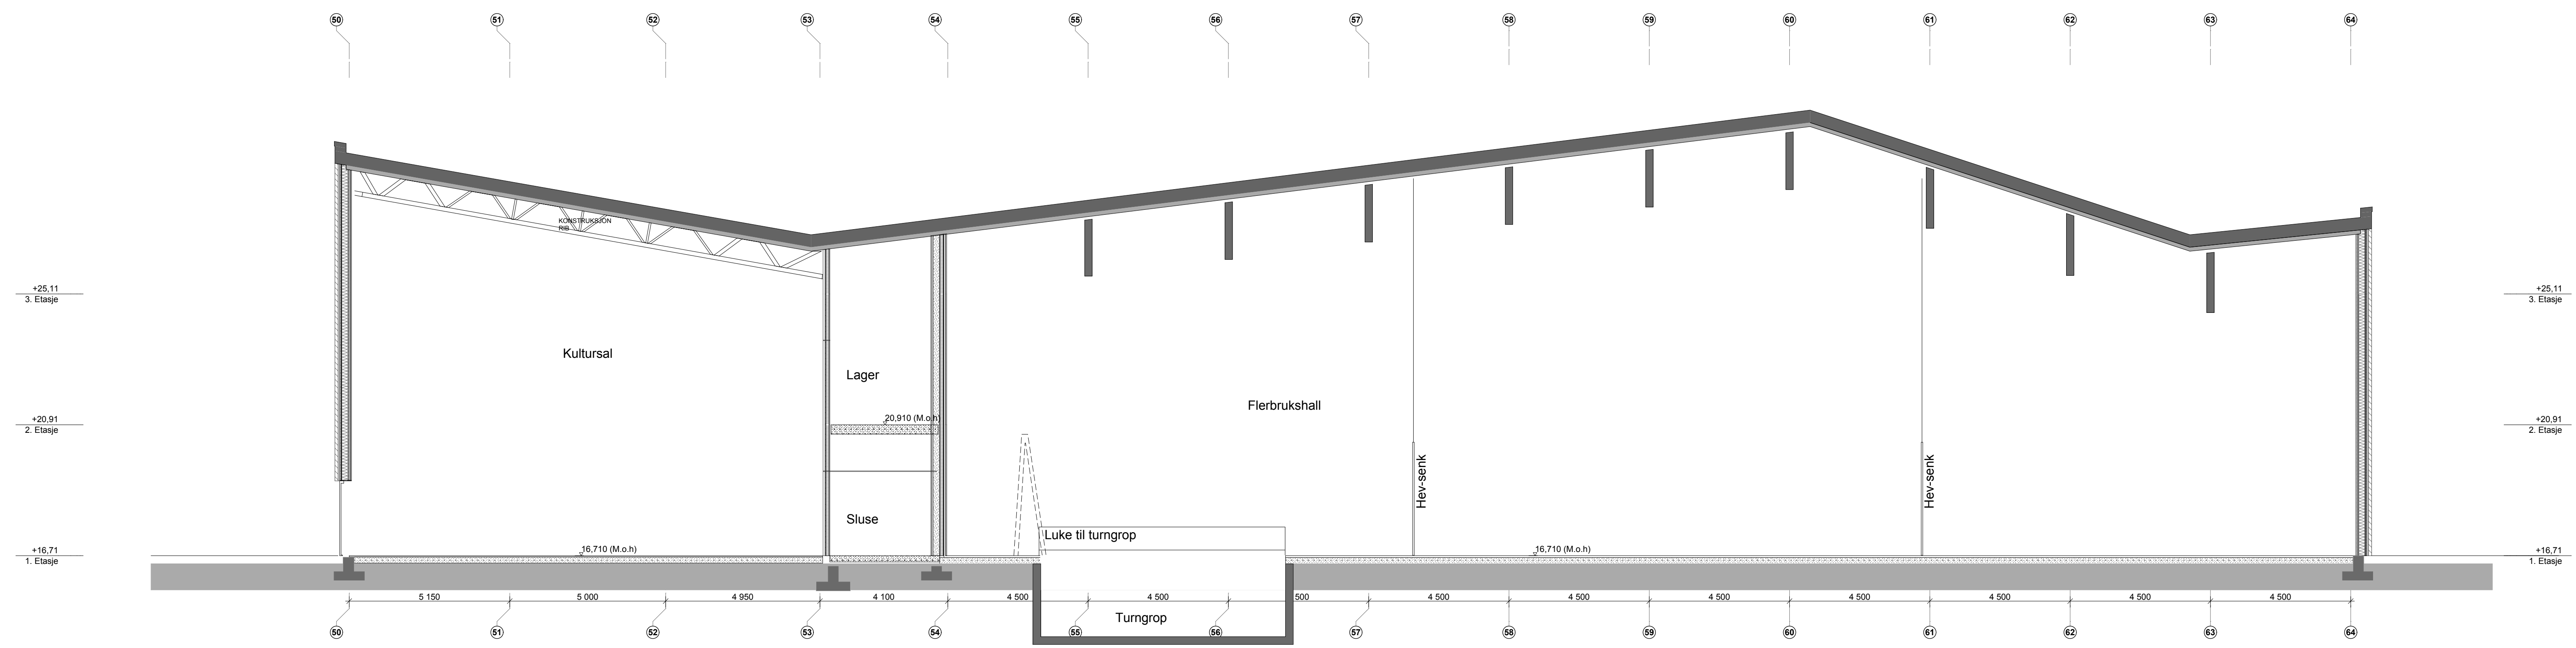 50 51 52 53 54 55 56 57 58 59 60 61 62 63 64
KONSTRUKSJON
RIB
+25,11
3. Etasje
+25,11
3. Etasje
Kultursal
Lager
Flerbrukshall
+20,91
2. Etasje
20,910 (M.o.h)
+20,91
2. Etasje
Hev-senk
Hev-senk
Sluse
Luke til turngrop
+16,71
1. Etasje
16,710 (M.o.h)
16,710 (M.o.h)
+16,71
1. Etasje
5 150 5 000 4 950 4 100 4 500 4 500 4 500 500 4 500 4 500 4 500 4 500 4 500 4 500 4 500
Turngrop
50 51 52 53 54 55 56 57 58 59 60 61 62 63 64